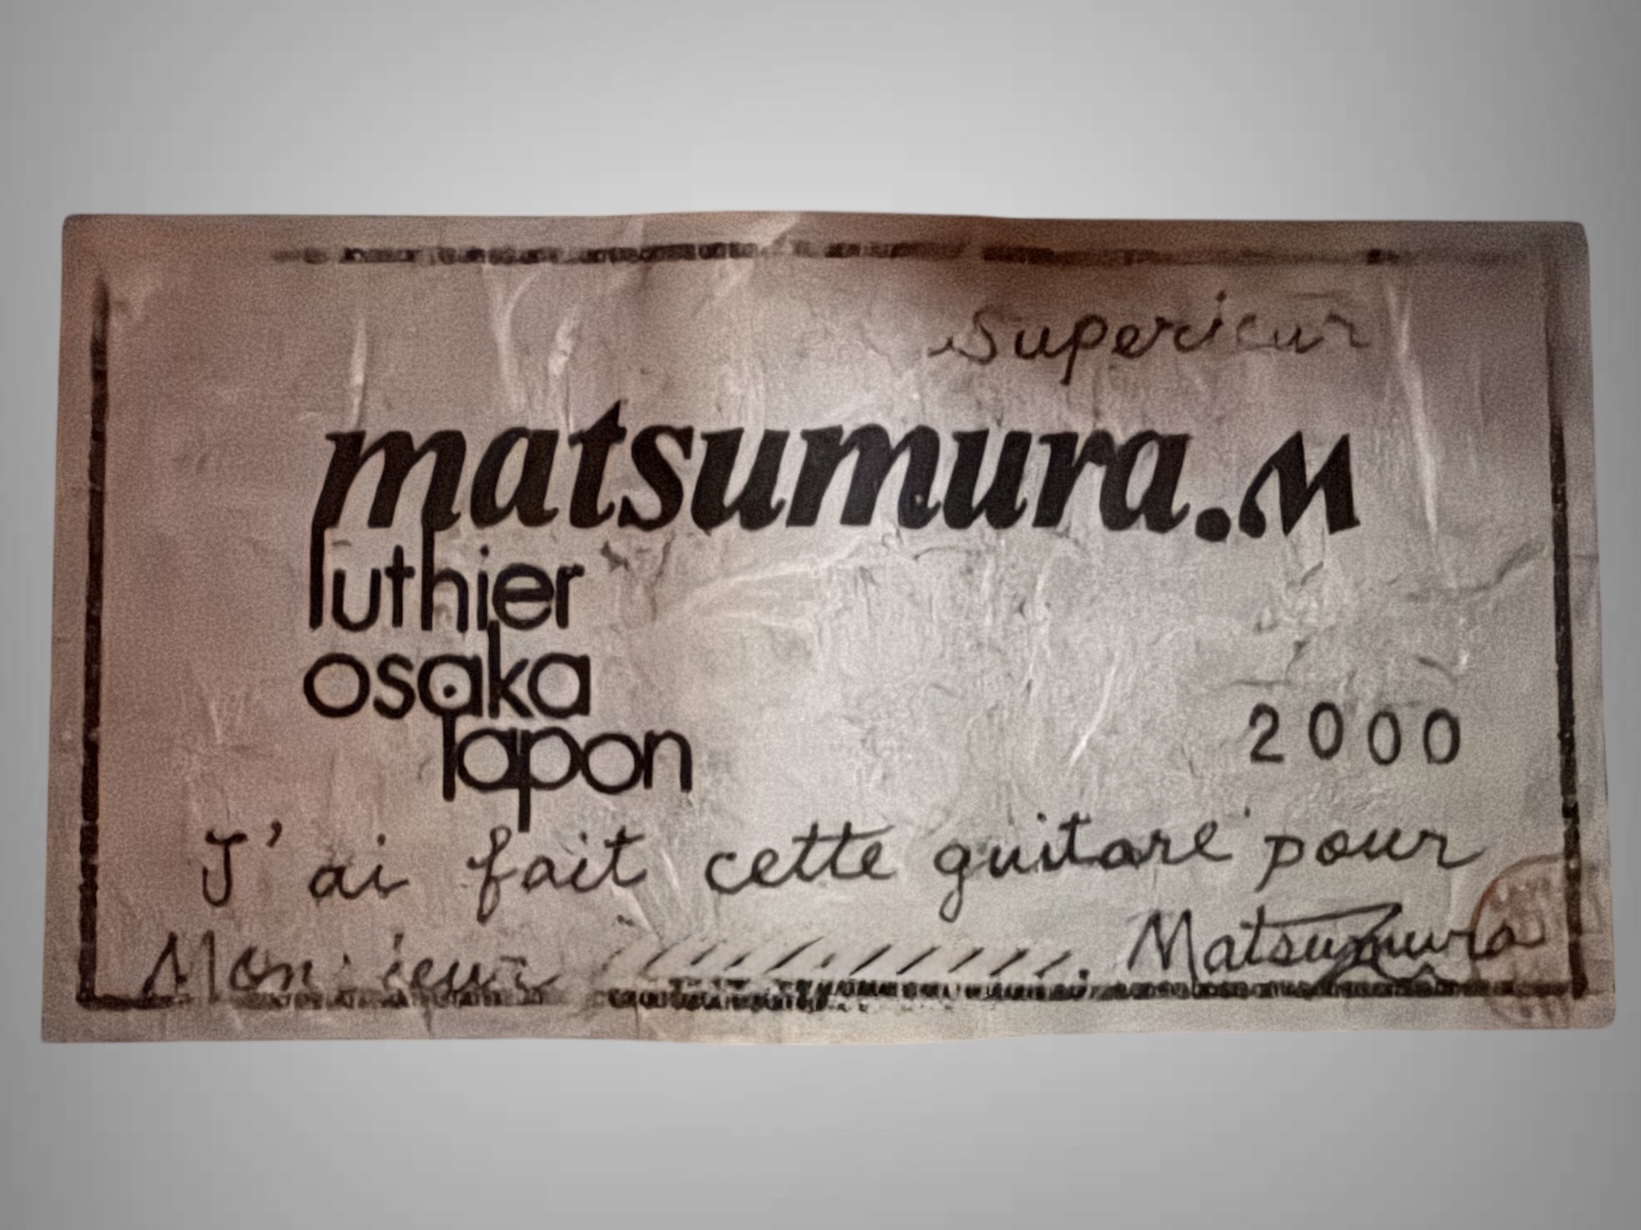 Superieur
matsumura.M
luthier
osaka
Japon
2000
J'ai fait cette guitare pour
Monsieur /////////. Matsumura